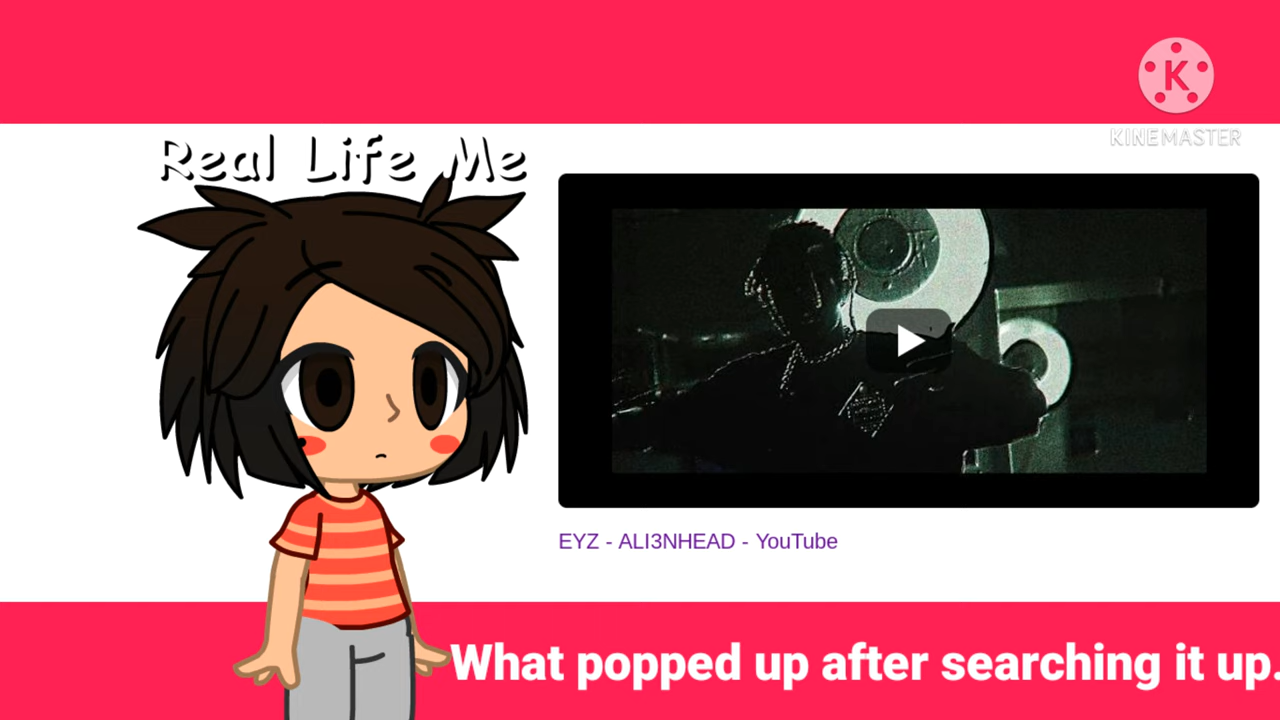 K
KINEMASTER
Real Life Me
EYZ - ALI3NHEAD - YouTube
What popped up after searching it up.